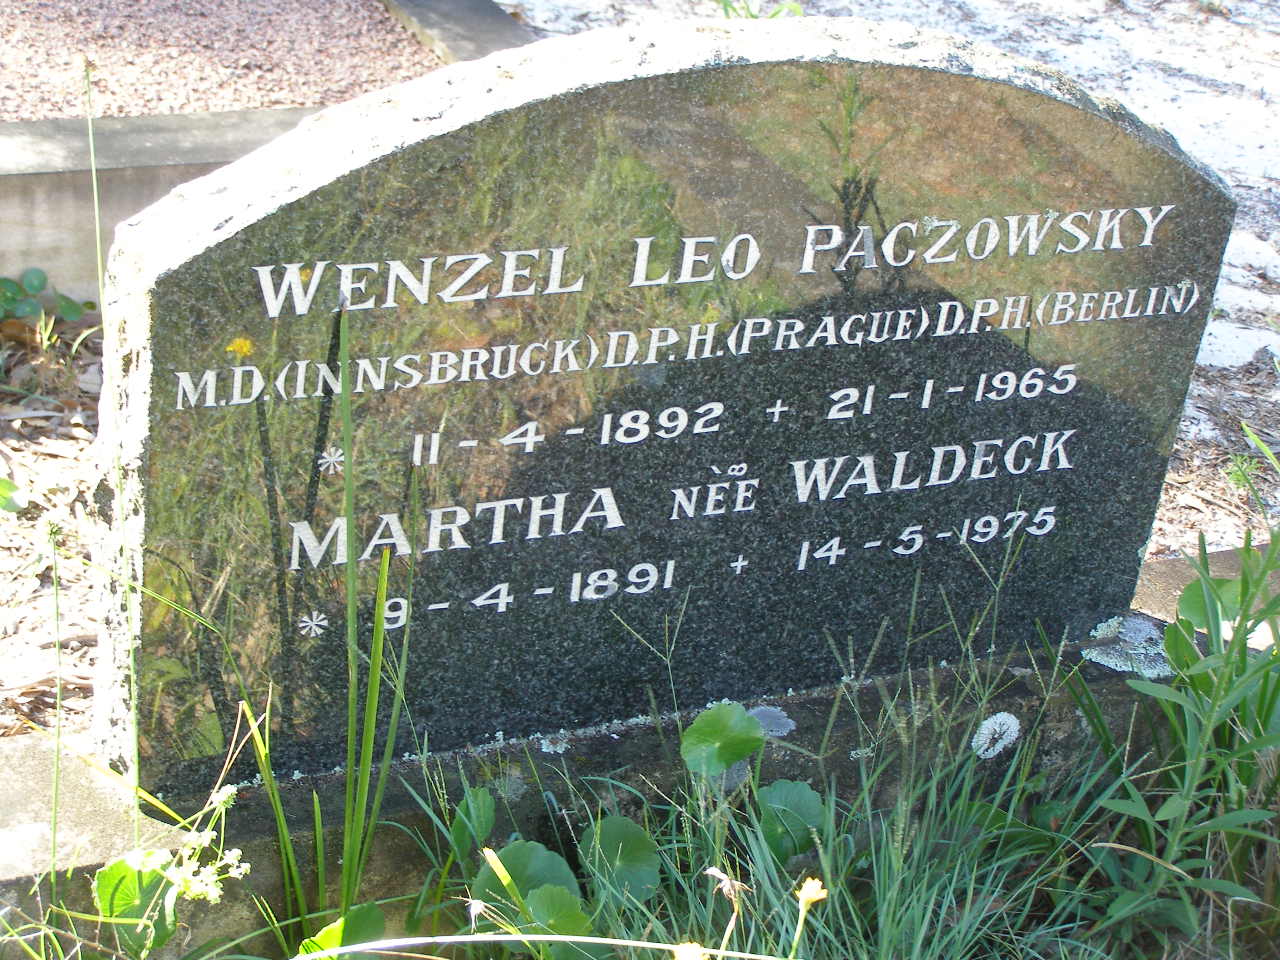 WENZEL LEO PACZOWSKY
M.D.(INNSBRUCK) D.P.H.(PRAGUE) D.P.H.(BERLIN)
* 11-4-1892 + 21-1-1965
MARTHA NÈE WALDECK
* 9-4-1891 + 14-5-1975